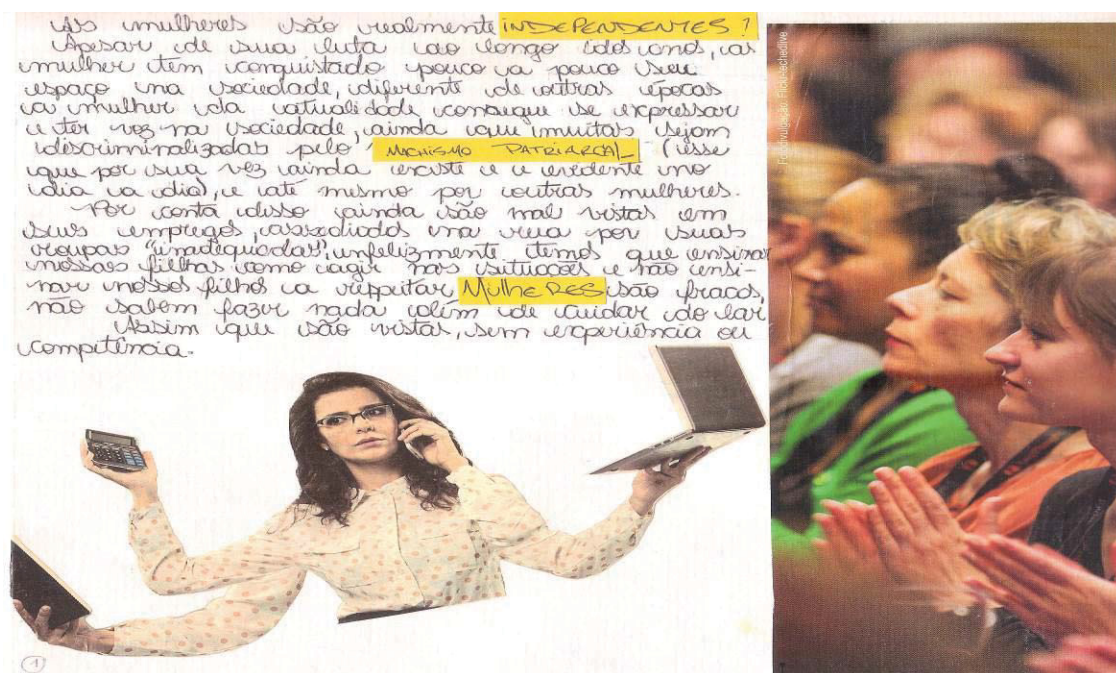 As mulheres são realmente INDEPENDENTES?
Apesar de sua luta ao longo dos anos, as
mulher tem conquistado pouco a pouco seu
espaço na sociedade, diferente de outras épocas
a mulher da atualidade consegue se expressar
e ter voz na sociedade, ainda que muitas sejam
discriminalizadas pelo MACHISMO PATRIARCAL (esse
que por sua vez ainda existe e é evedente no
dia a dia), e até mesmo por outras mulheres.
Por conta disso ainda são mal vistas em
seus empregos, assediadas na rua por suas
roupas "inadequadas", infelizmente temos que ensinar
nossas filhas como agir nas situações e não ensi-
nar nossos filhos a respeitar MULHERES são fracas,
não sabem fazer nada além de cuidar do lar
Assim que são vistas, sem experiência ou
competência.
1